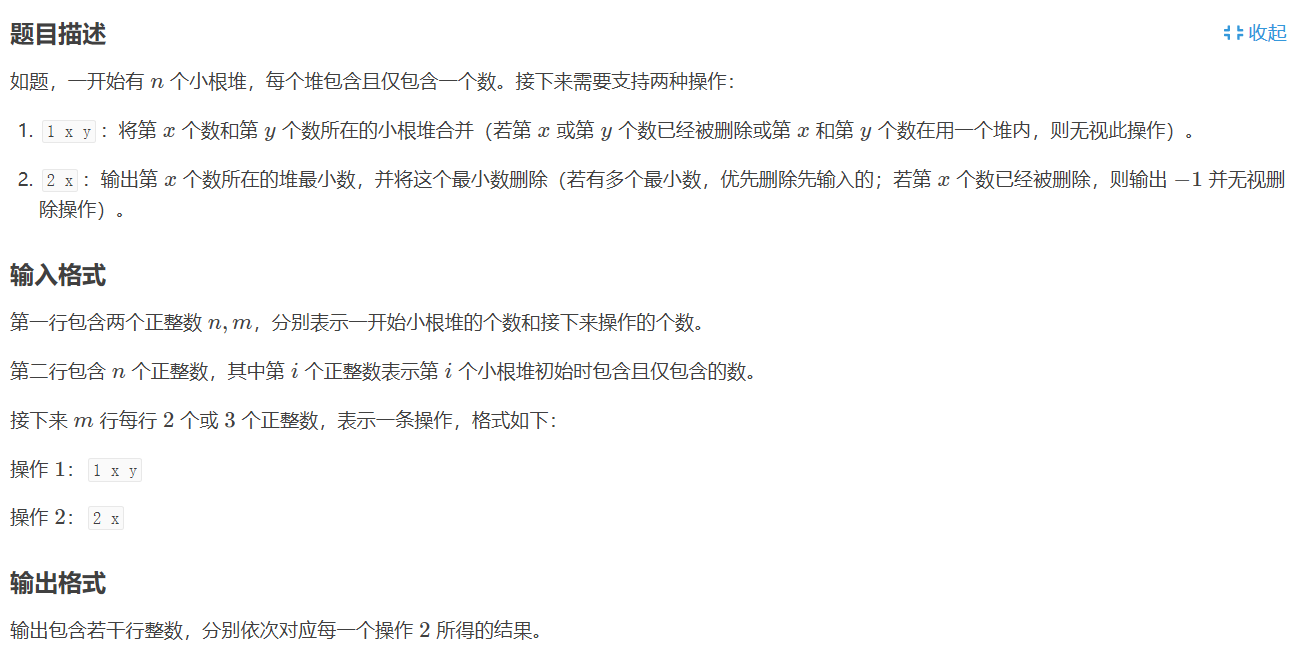 题目描述
收起
如题，一开始有 n 个小根堆，每个堆包含且仅包含一个数。接下来需要支持两种操作：
1. 1 x y ：将第 x 个数和第 y 个数所在的小根堆合并（若第 x 或第 y 个数已经被删除或第 x 和第 y 个数在用一个堆内，则无视此操作）。
2. 2 x ：输出第 x 个数所在的堆最小数，并将这个最小数删除（若有多个最小数，优先删除先输入的；若第 x 个数已经被删除，则输出 −1 并无视删
除操作）。
输入格式
第一行包含两个正整数 n, m，分别表示一开始小根堆的个数和接下来操作的个数。
第二行包含 n 个正整数，其中第 i 个正整数表示第 i 个小根堆初始时包含且仅包含的数。
接下来 m 行每行 2 个或 3 个正整数，表示一条操作，格式如下：
操作 1： 1 x y
操作 2： 2 x
输出格式
输出包含若干行整数，分别依次对应每一个操作 2 所得的结果。